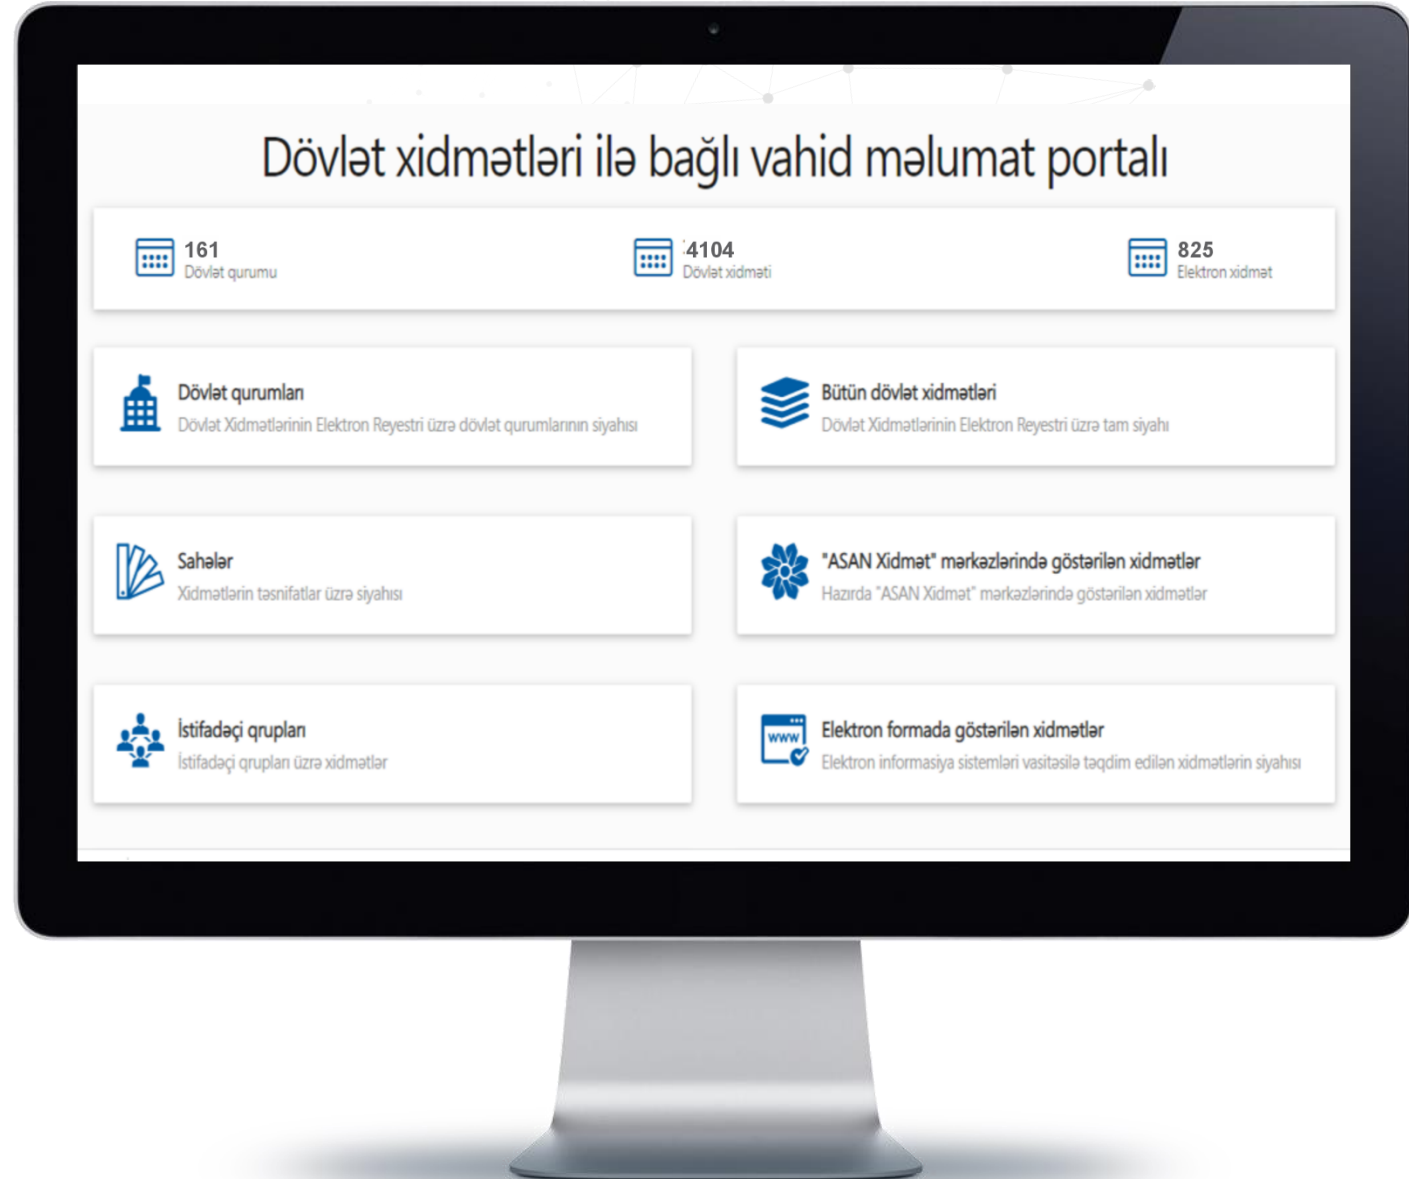 Dövlət xidmətləri ilə bağlı vahid məlumat portalı
161
Dövlət qurumu
4104
Dövlət xidməti
825
Elektron xidmət
Dövlət qurumları
Dövlət Xidmətlərinin Elektron Reyestri üzrə dövlət qurumlarının siyahısı
Bütün dövlət xidmətləri
Dövlət Xidmətlərinin Elektron Reyestri üzrə tam siyahı
Sahələr
Xidmətlərin təsnifatlar üzrə siyahısı
"ASAN Xidmət" mərkəzlərində göstərilən xidmətlər
Hazırda "ASAN Xidmət" mərkəzlərində göstərilən xidmətlər
İstifadəçi qrupları
İstifadəçi qrupları üzrə xidmətlər
www
Elektron formada göstərilən xidmətlər
Elektron informasiya sistemləri vasitəsilə təqdim edilən xidmətlərin siyahısı